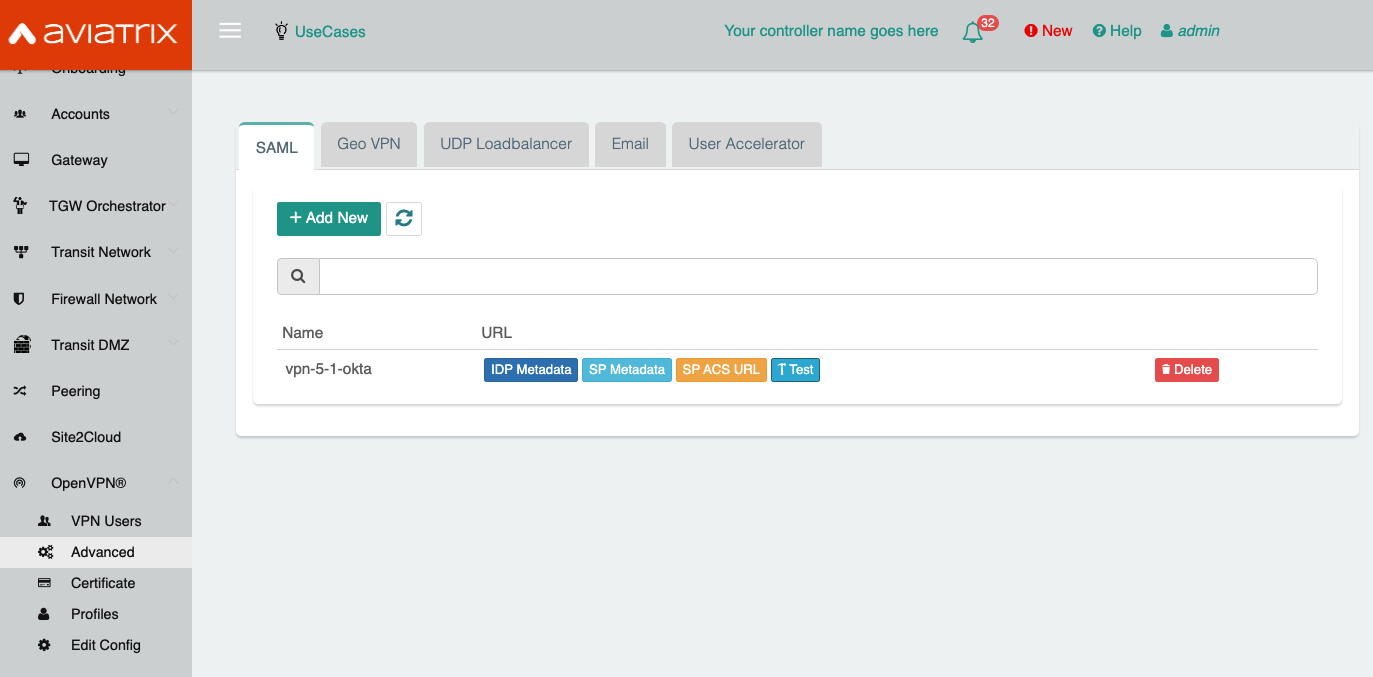 aviatrix
UseCases
Your controller name goes here
32
New
Help
admin
Onboarding
Accounts
Gateway
TGW Orchestrator
Transit Network
Firewall Network
Transit DMZ
Peering
Site2Cloud
OpenVPN®
VPN Users
Advanced
Certificate
Profiles
Edit Config
SAML
Geo VPN
UDP Loadbalancer
Email
User Accelerator
+ Add New
Name URL
vpn-5-1-okta IDP Metadata SP Metadata SP ACS URL Test Delete